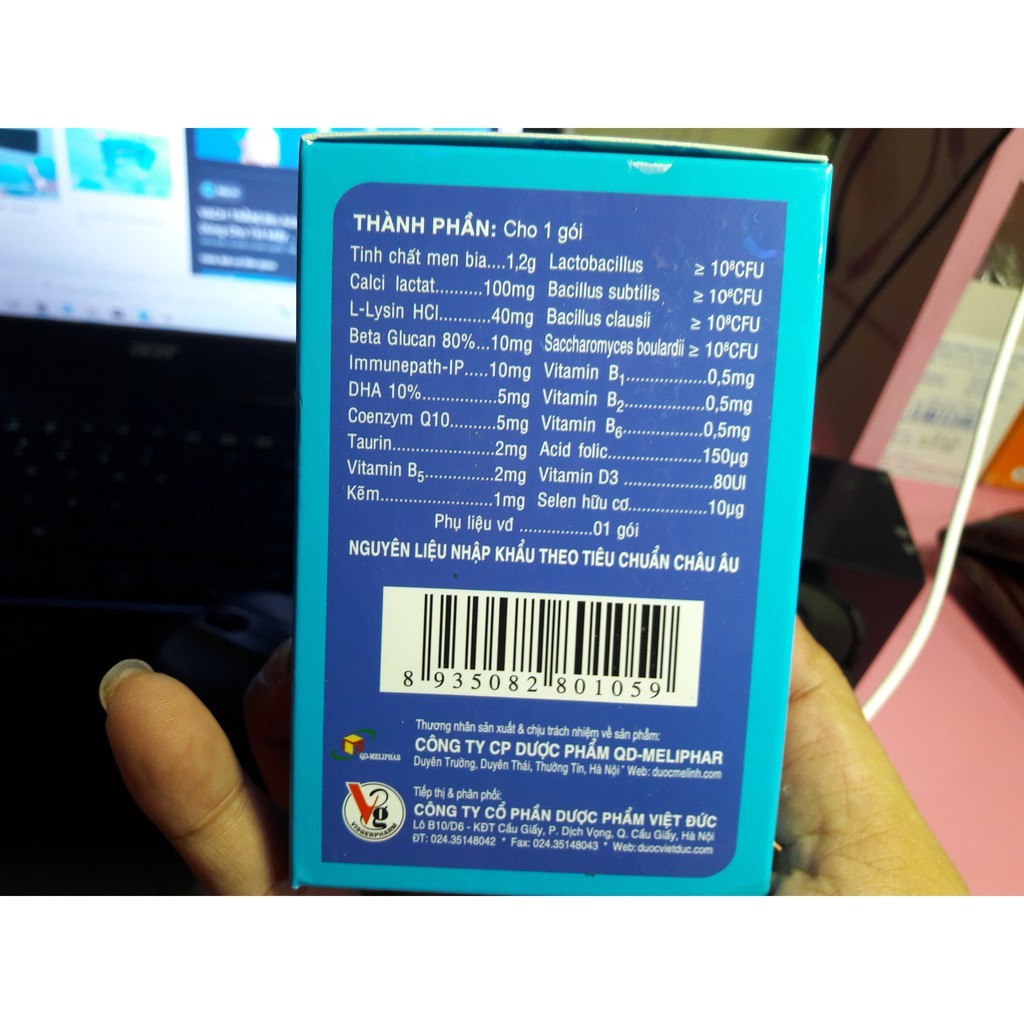 THÀNH PHẦN: Cho 1 gói
Tinh chất men bia....1,2g Lactobacillus ≥ 10⁸CFU
Calci lactat..........100mg Bacillus subtilis ≥ 10⁸CFU
L-Lysin HCl...........40mg Bacillus clausii ≥ 10⁸CFU
Beta Glucan 80%...10mg Saccharomyces boulardii ≥ 10⁸CFU
Immunepath-IP.....10mg Vitamin B₁.................0,5mg
DHA 10%................5mg Vitamin B₂.................0,5mg
Coenzym Q10..........5mg Vitamin B₆.................0,5mg
Taurin......................2mg Acid folic...................150µg
Vitamin B₅...............2mg Vitamin D3 ..................80UI
Kẽm.........................1mg Selen hữu cơ................10µg
Phụ liệu vđ ................01 gói
NGUYÊN LIỆU NHẬP KHẨU THEO TIÊU CHUẨN CHÂU ÂU
8 935082 801059
Thương nhân sản xuất & chịu trách nhiệm về sản phẩm:
QD-MELIPHAR
CÔNG TY CP DƯỢC PHẨM QD-MELIPHAR
Duyên Trường, Duyên Thái, Thường Tín, Hà Nội * Web: duocmelinh.com
Tiếp thị & phân phối:
VISGERPHARM
CÔNG TY CỔ PHẦN DƯỢC PHẨM VIỆT ĐỨC
Lô B10/D6 - KĐT Cầu Giấy, P. Dịch Vọng, Q. Cầu Giấy, Hà Nội
ĐT: 024.35148042 * Fax: 024.35148043 * Web: duocvietduc.com
acer